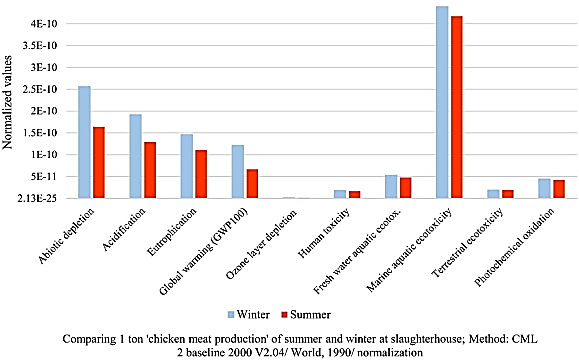 Normalized values
4E-10
3.5E-10
3E-10
2.5E-10
2E-10
1.5E-10
1E-10
5E-11
2.13E-25
Abiotic depletion
Acidification
Eutrophication
Global warming (GWP100)
Ozone layer depletion
Human toxicity
Fresh water aquatic ecotox.
Marine aquatic ecotoxicity
Terrestrial ecotoxicity
Photochemical oxidation
Winter
Summer
Comparing 1 ton 'chicken meat production' of summer and winter at slaughterhouse; Method: CML
2 baseline 2000 V2.04/ World, 1990/ normalization